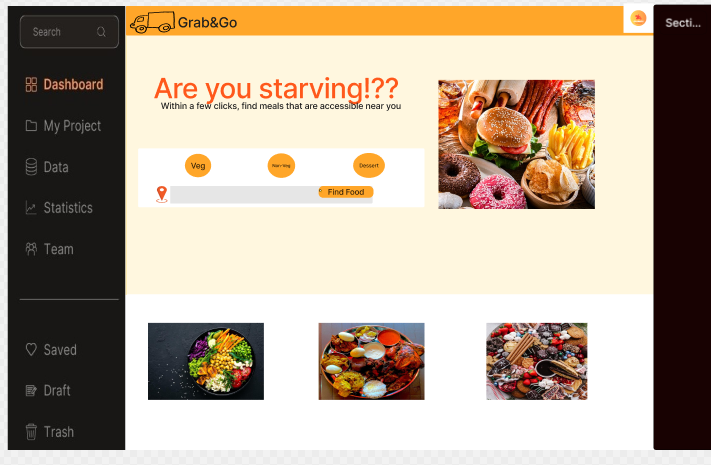 Search
Dashboard
My Project
Data
Statistics
Team
Saved
Draft
Trash
Grab&Go
Are you starving!??
Within a few clicks, find meals that are accessible near you
Veg
Non-Veg
Dessert
Find Food
Secti...